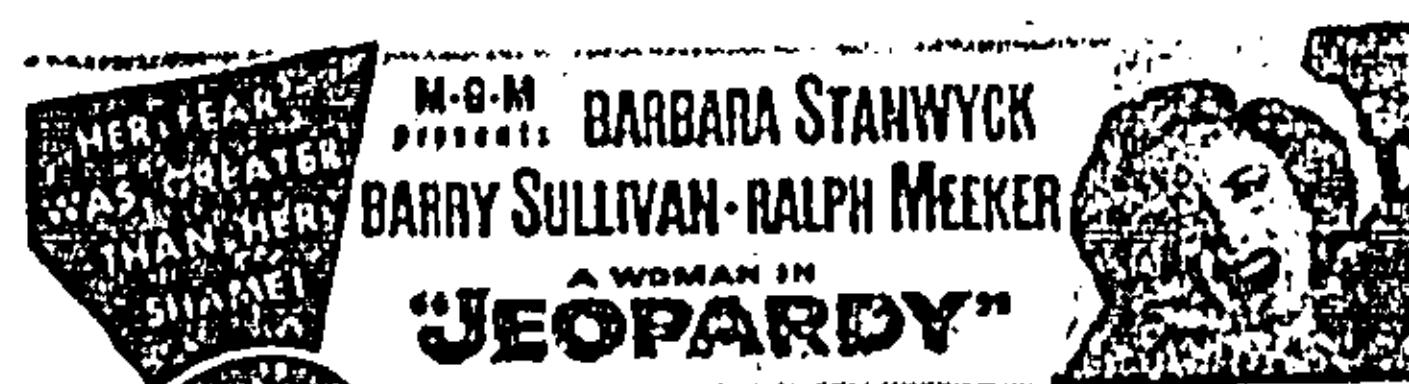 HER FEAR
WAS GREATER
THAN HER
SHAME!
M-G-M
presents
BARBARA STANWYCK
BARRY SULLIVAN · RALPH MEEKER
A WOMAN IN
"JEOPARDY"